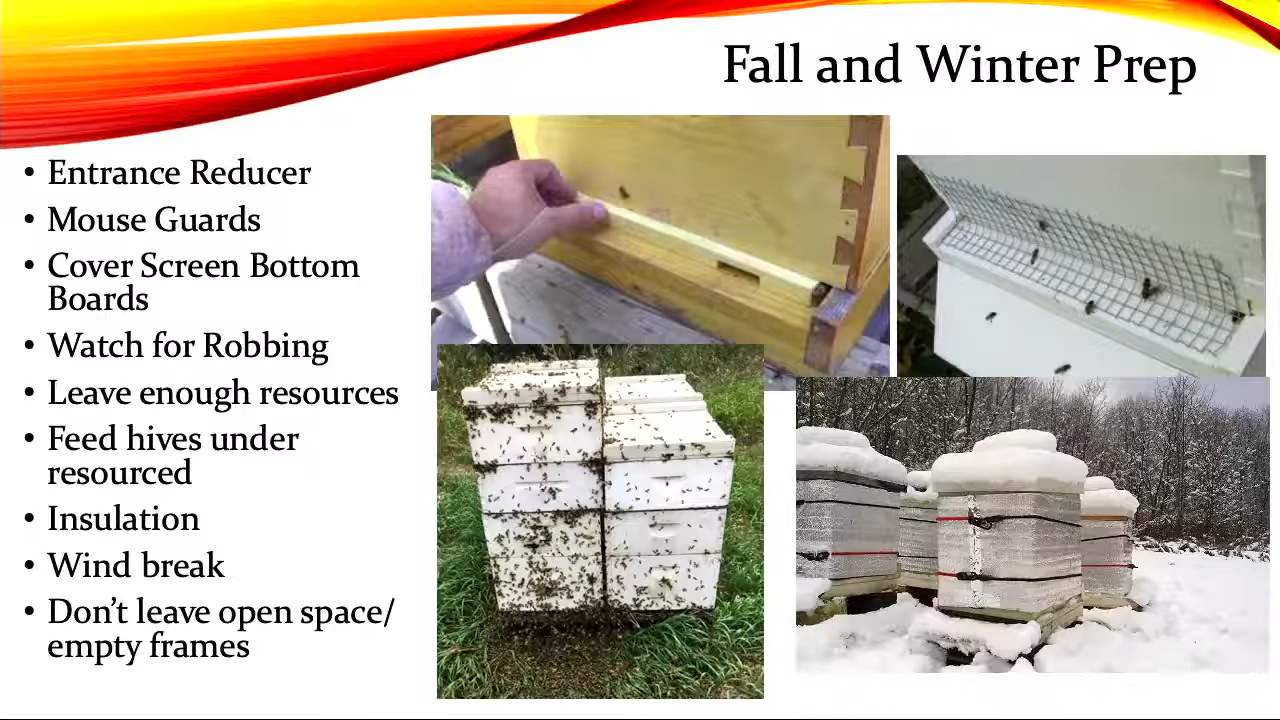 Fall and Winter Prep
• Entrance Reducer
• Mouse Guards
• Cover Screen Bottom
Boards
• Watch for Robbing
• Leave enough resources
• Feed hives under
resourced
• Insulation
• Wind break
• Don’t leave open space/
empty frames